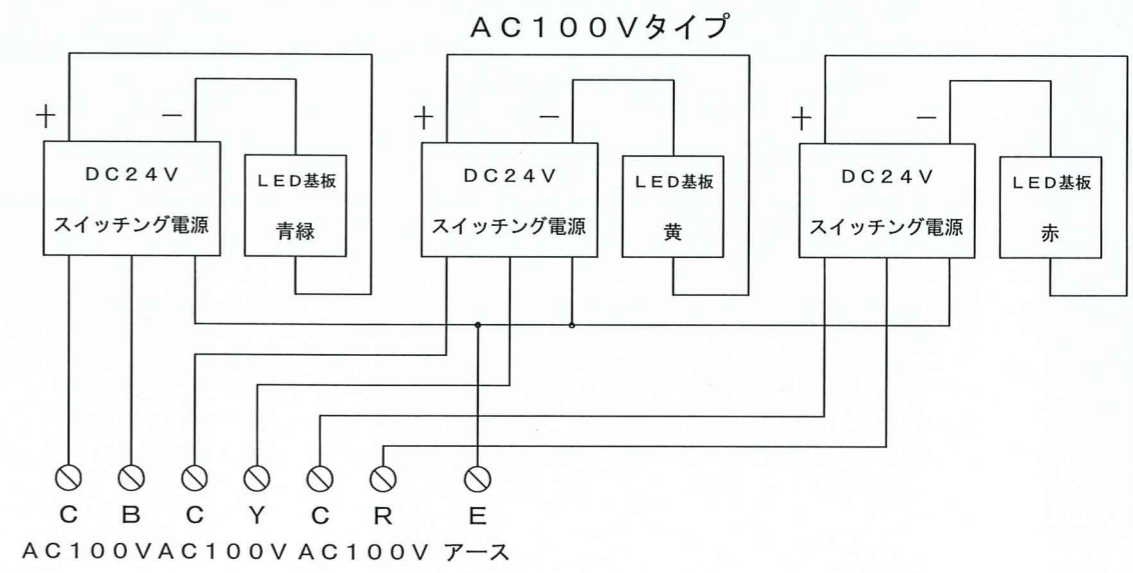 AC100Vタイプ
+ − + − + −
DC24V LED基板 DC24V LED基板 DC24V LED基板
スイッチング電源 青緑 スイッチング電源 黄 スイッチング電源 赤
C B C Y C R E
AC100V AC100V AC100V アース